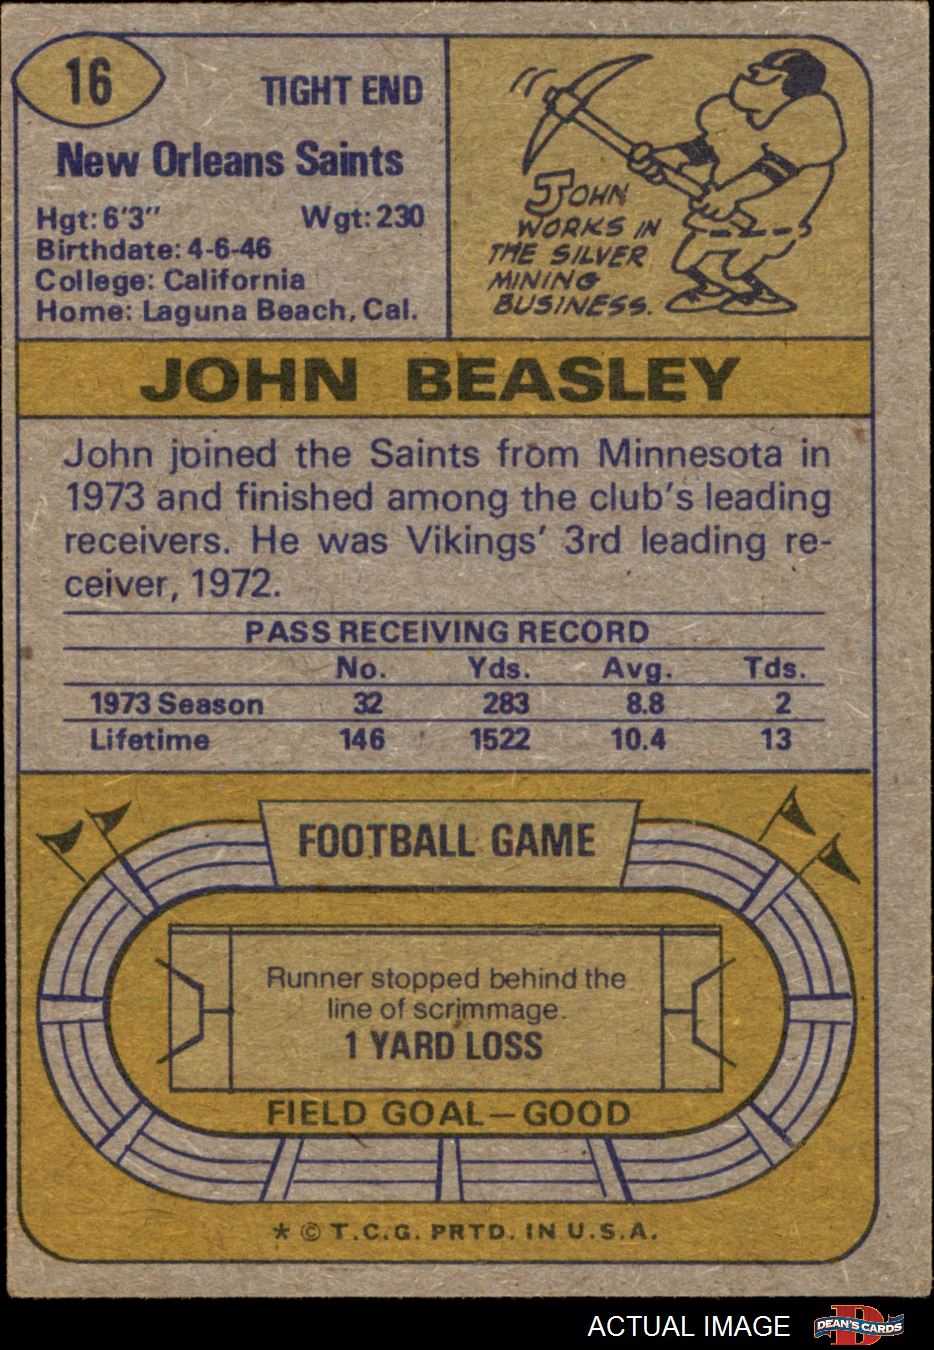 16
TIGHT END
New Orleans Saints
Hgt: 6'3" Wgt: 230
Birthdate: 4-6-46
College: California
Home: Laguna Beach, Cal.
JOHN
WORKS IN
THE SILVER
MINING
BUSINESS.
JOHN BEASLEY
John joined the Saints from Minnesota in
1973 and finished among the club's leading
receivers. He was Vikings' 3rd leading re-
ceiver, 1972.
PASS RECEIVING RECORD
No. Yds. Avg. Tds.
1973 Season 32 283 8.8 2
Lifetime 146 1522 10.4 13
FOOTBALL GAME
Runner stopped behind the
line of scrimmage.
1 YARD LOSS
FIELD GOAL—GOOD
* © T.C.G. PRTD. IN U.S.A.
ACTUAL IMAGE
D
DEAN'S CARDS